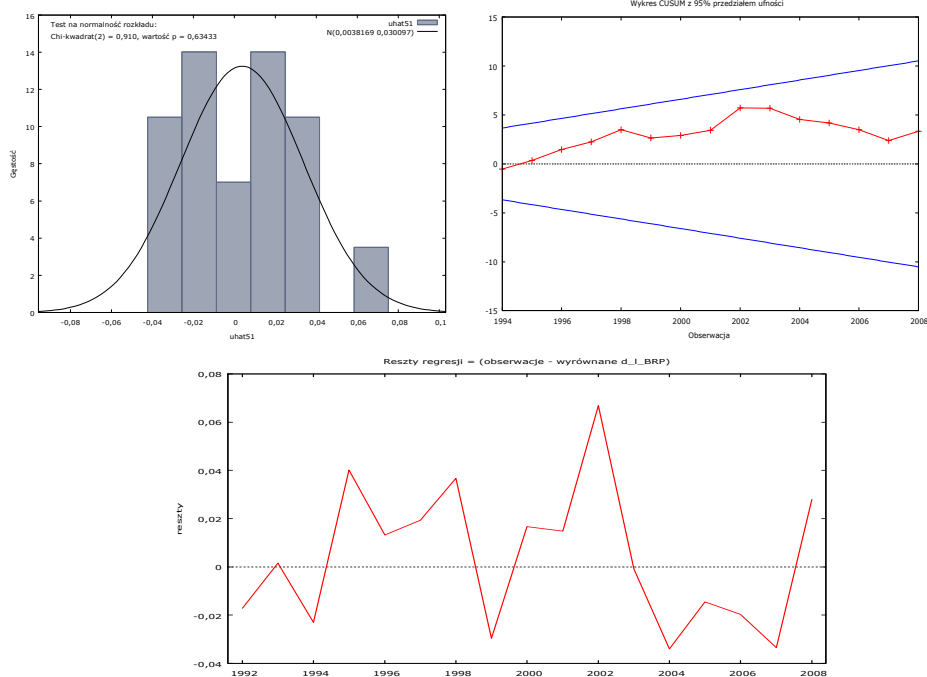 Test na normalność rozkładu:
Chi-kwadrat(2) = 0,910, wartość p = 0,63433
uhat51
N(0,0038169 0,030097)
16
14
12
10
8
6
4
2
0
Gęstość
-0,08 -0,06 -0,04 -0,02 0 0,02 0,04 0,06 0,08 0,1
uhat51
Wykres CUSUM z 95% przedziałem ufności
15
10
5
0
-5
-10
-15
1994 1996 1998 2000 2002 2004 2006 2008
Obserwacja
Reszty regresji = (obserwacje - wyrównane d_l_BRP)
0,08
0,06
0,04
0,02
0
-0,02
-0,04
reszty
1992 1994 1996 1998 2000 2002 2004 2006 2008